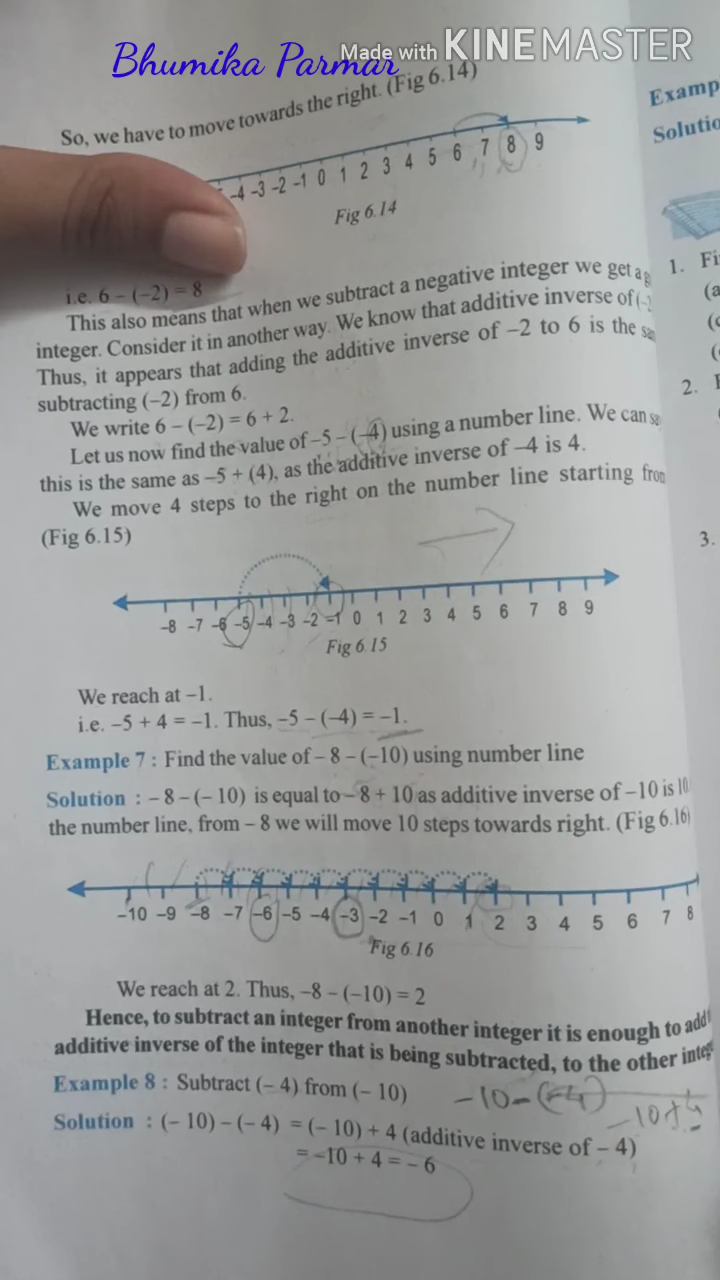 Bhumika Parmar
Made with KINEMASTER
So, we have to move towards the right. (Fig 6.14)
-4 -3 -2 -1 0 1 2 3 4 5 6 7 8 9
Fig 6.14
i.e. 6 – (–2) = 8
This also means that when we subtract a negative integer we get a
integer. Consider it in another way. We know that additive inverse of (–2
Thus, it appears that adding the additive inverse of –2 to 6 is the
subtracting (–2) from 6.
We write 6 – (–2) = 6 + 2.
Let us now find the value of –5 – (–4) using a number line. We can
this is the same as –5 + (4), as the additive inverse of –4 is 4.
We move 4 steps to the right on the number line starting
(Fig 6.15)
-8 -7 -6 -5 -4 -3 -2 -1 0 1 2 3 4 5 6 7 8 9
Fig 6.15
We reach at –1.
i.e. –5 + 4 = –1. Thus, –5 – (–4) = –1.
Example 7 : Find the value of – 8 – (–10) using number line
Solution : – 8 – (– 10) is equal to – 8 + 10 as additive inverse of –10 is 10
the number line, from – 8 we will move 10 steps towards right. (Fig 6.16)
-10 -9 -8 -7 -6 -5 -4 -3 -2 -1 0 1 2 3 4 5 6 7 8
Fig 6.16
We reach at 2. Thus, –8 – (–10) = 2
Hence, to subtract an integer from another integer it is enough to add
additive inverse of the integer that is being subtracted, to the other
Example 8 : Subtract (– 4) from (– 10)
-10-(-4)
-10+4
Solution : (– 10) – (– 4) = (– 10) + 4 (additive inverse of – 4)
= –10 + 4 = – 6
Examp
Solutio
1. Fi
(a
2.
3.